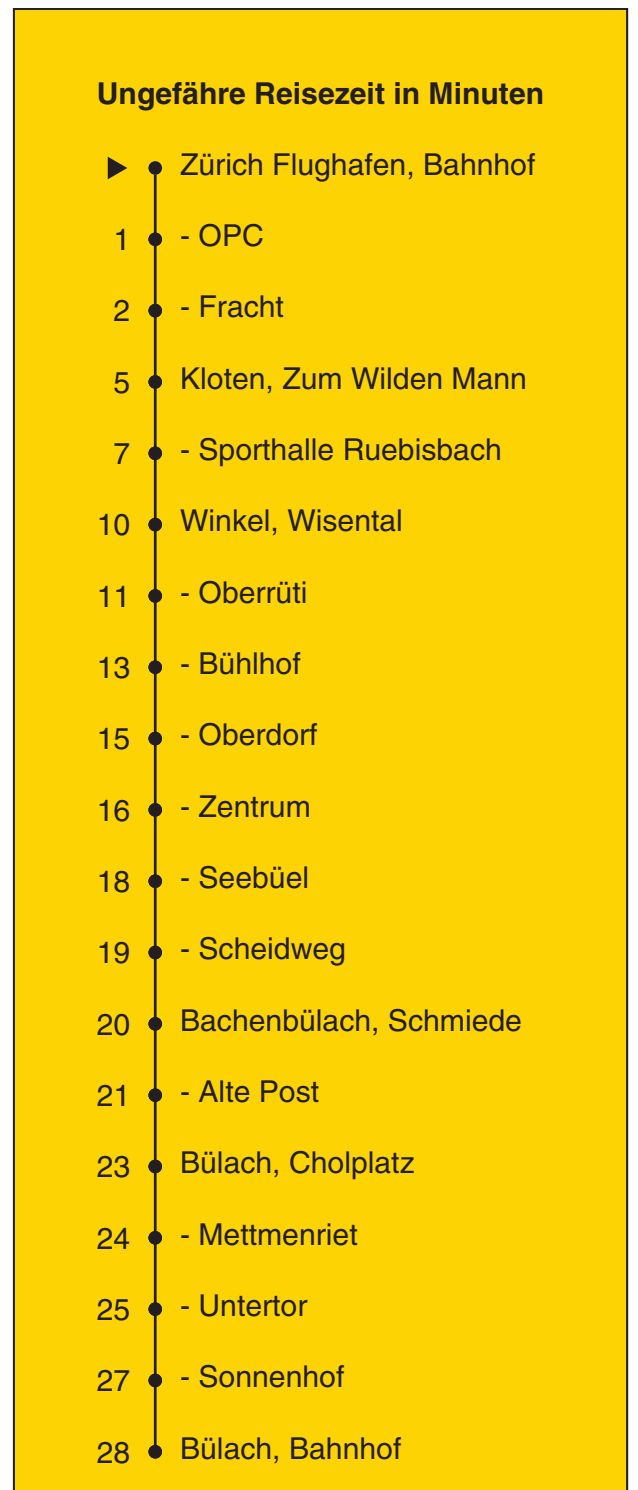 Ungefähre Reisezeit in Minuten
Zürich Flughafen, Bahnhof
1 - OPC
2 - Fracht
5 Kloten, Zum Wilden Mann
7 - Sporthalle Ruebisbach
10 Winkel, Wisental
11 - Oberrüti
13 - Bühlhof
15 - Oberdorf
16 - Zentrum
18 - Seebüel
19 - Scheidweg
20 Bachenbülach, Schmiede
21 - Alte Post
23 Bülach, Cholplatz
24 - Mettmenriet
25 - Untertor
27 - Sonnenhof
28 Bülach, Bahnhof